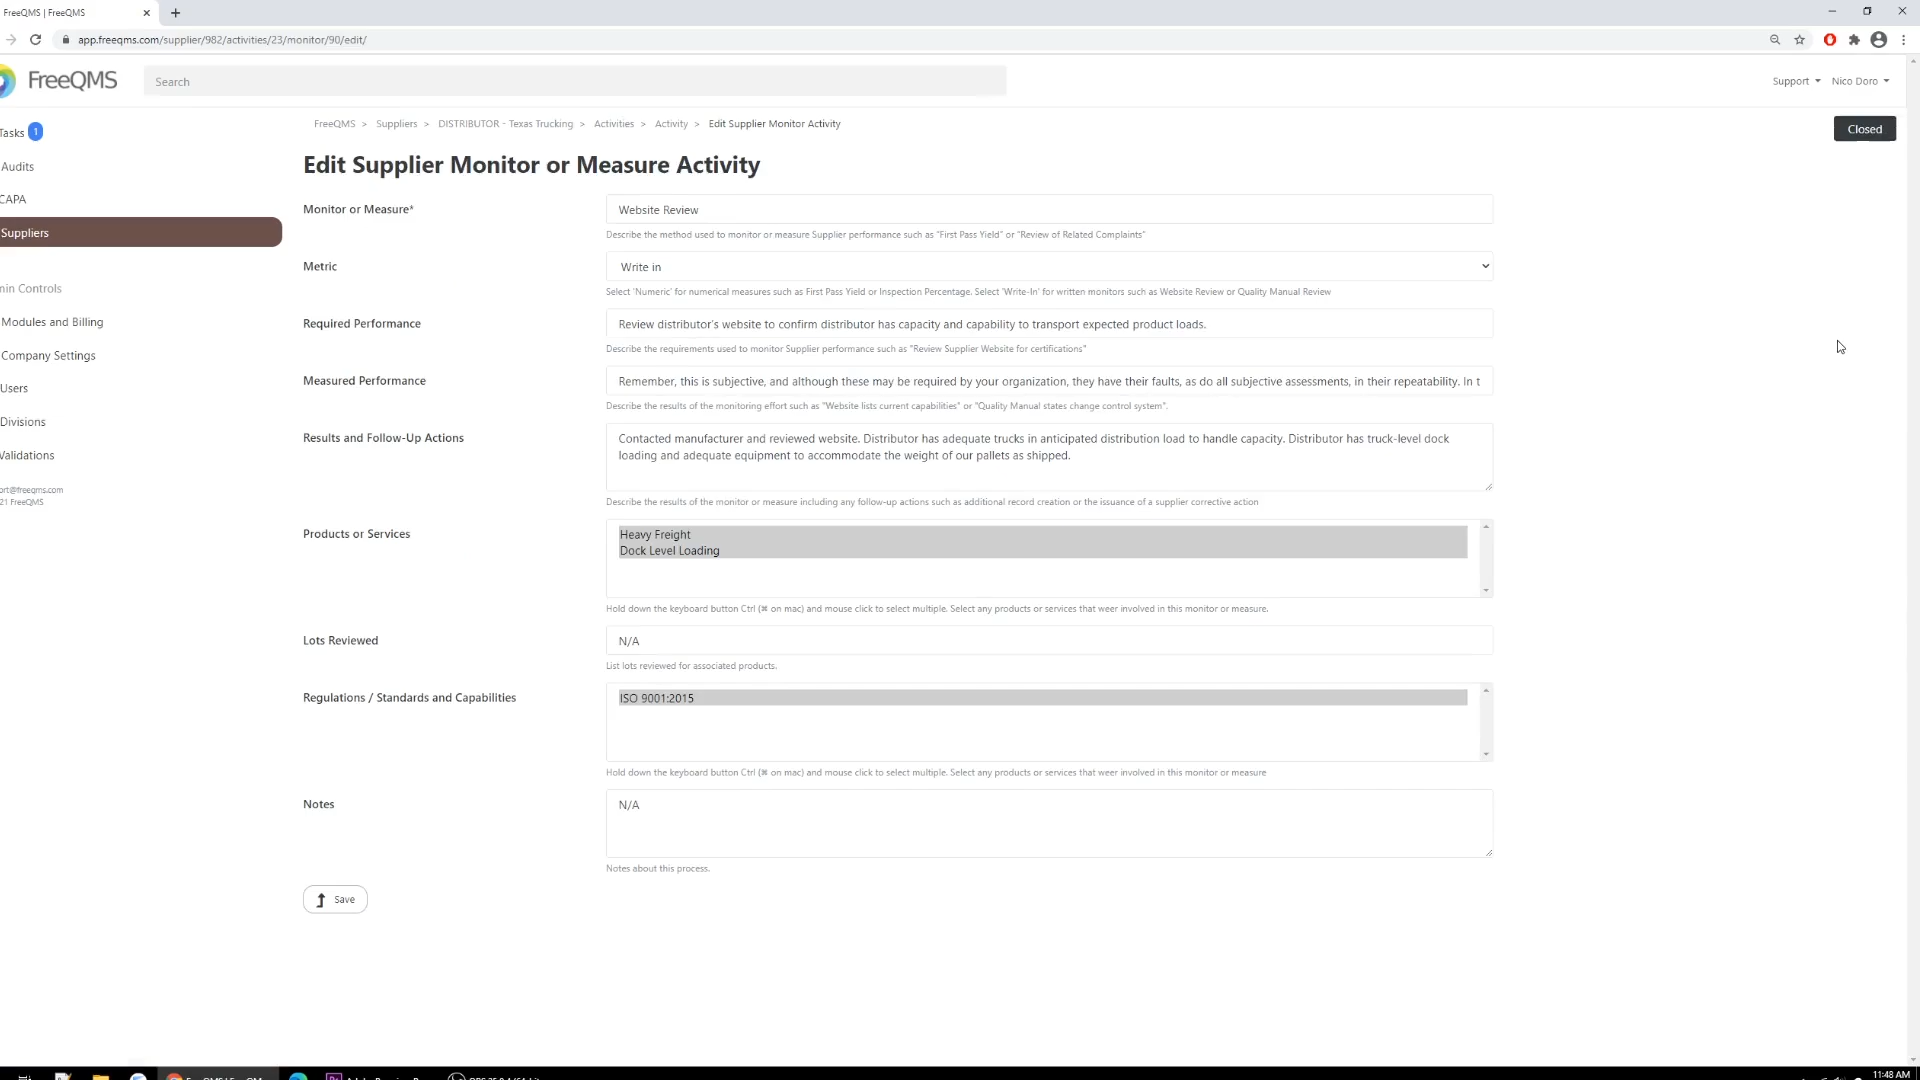 FreeQMS | FreeQMS
app.freeqms.com/supplier/982/activities/23/monitor/90/edit/
FreeQMS
Search
Support
Nico Doro
Tasks 1
Audits
CAPA
Suppliers
min Controls
Modules and Billing
Company Settings
Users
Divisions
Validations
ort@freeqms.com
21 FreeQMS
FreeQMS > Suppliers > DISTRIBUTOR - Texas Trucking > Activities > Activity > Edit Supplier Monitor Activity
Closed
Edit Supplier Monitor or Measure Activity
Monitor or Measure*
Website Review
Describe the method used to monitor or measure Supplier performance such as "First Pass Yield" or "Review of Related Complaints"
Metric
Write in
Select 'Numeric' for numerical measures such as First Pass Yield or Inspection Percentage. Select 'Write-In' for written monitors such as Website Review or Quality Manual Review
Required Performance
Review distributor's website to confirm distributor has capacity and capability to transport expected product loads.
Describe the requirements used to monitor Supplier performance such as "Review Supplier Website for certifications"
Measured Performance
Remember, this is subjective, and although these may be required by your organization, they have their faults, as do all subjective assessments, in their repeatability. In t
Describe the results of the monitoring effort such as "Website lists current capabilities" or "Quality Manual states change control system".
Results and Follow-Up Actions
Contacted manufacturer and reviewed website. Distributor has adequate trucks in anticipated distribution load to handle capacity. Distributor has truck-level dock
loading and adequate equipment to accommodate the weight of our pallets as shipped.
Describe the results of the monitor or measure including any follow-up actions such as additional record creation or the issuance of a supplier corrective action
Products or Services
Heavy Freight
Dock Level Loading
Hold down the keyboard button Ctrl (⌘ on mac) and mouse click to select multiple. Select any products or services that weer involved in this monitor or measure.
Lots Reviewed
N/A
List lots reviewed for associated products.
Regulations / Standards and Capabilities
ISO 9001:2015
Hold down the keyboard button Ctrl (⌘ on mac) and mouse click to select multiple. Select any products or services that weer involved in this monitor or measure
Notes
N/A
Notes about this process.
Save
11:48 AM